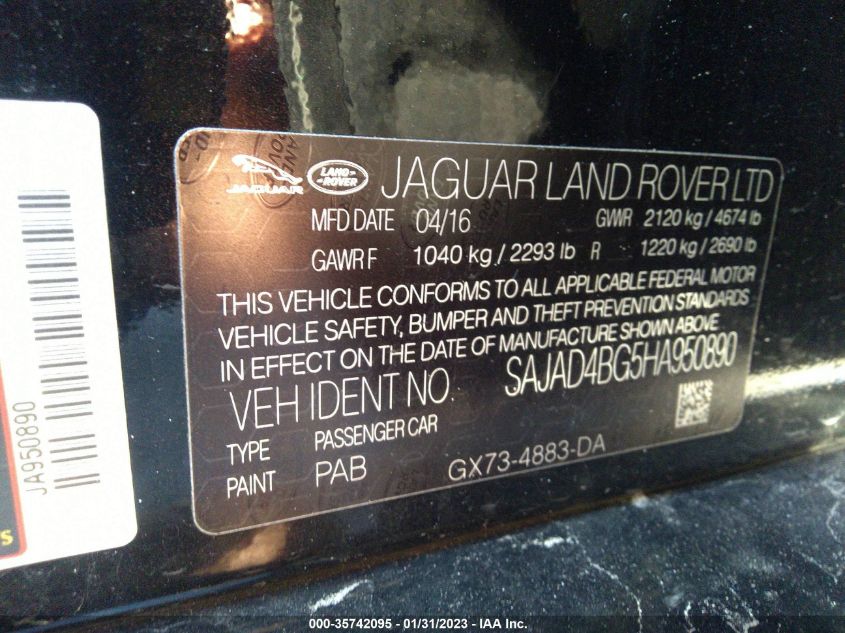 JAGUAR
LAND-
ROVER
JAGUAR LAND ROVER LTD
MFD DATE 04/16 GWR 2120 kg / 4674 lb
GAWR F 1040 kg / 2293 lb R 1220 kg / 2690 lb
THIS VEHICLE CONFORMS TO ALL APPLICABLE FEDERAL MOTOR
VEHICLE SAFETY, BUMPER AND THEFT PREVENTION STANDARDS
IN EFFECT ON THE DATE OF MANUFACTURE SHOWN ABOVE
VEH IDENT NO. SAJAD4BG5HA950890
TYPE PASSENGER CAR
PAINT PAB GX73-4883-DA
JA950890
000-35742095 - 01/31/2023 - IAA Inc.